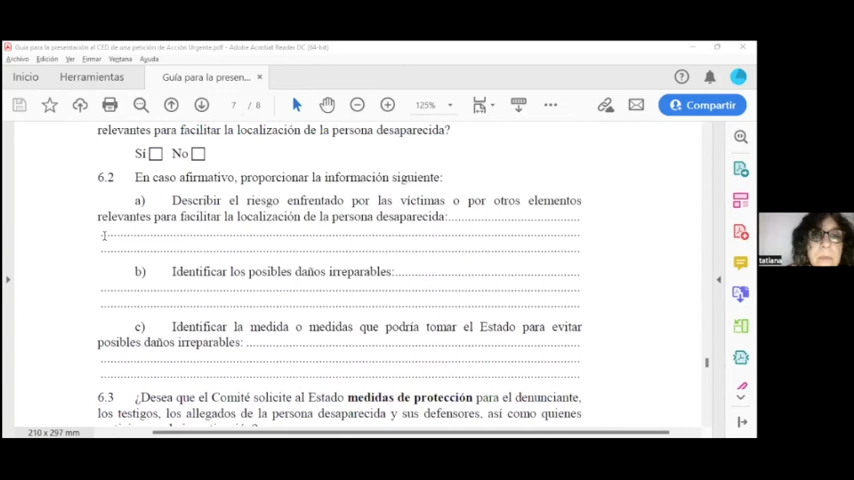 Guía para la presentación al CED de una petición de Acción Urgente.pdf - Adobe Acrobat Reader DC (64-bit)
Archivo Edición Ver Firmar Ventana Ayuda
Inicio Herramientas Guía para la presen... ×
7 / 8 125% Compartir
relevantes para facilitar la localización de la persona desaparecida?
Sí No
6.2 En caso afirmativo, proporcionar la información siguiente:
a) Describir el riesgo enfrentado por las víctimas o por otros elementos
relevantes para facilitar la localización de la persona desaparecida:
b) Identificar los posibles daños irreparables:
c) Identificar la medida o medidas que podría tomar el Estado para evitar
posibles daños irreparables:
6.3 ¿Desea que el Comité solicite al Estado medidas de protección para el denunciante,
los testigos, los allegados de la persona desaparecida y sus defensores, así como quienes
210 x 297 mm
tatiana